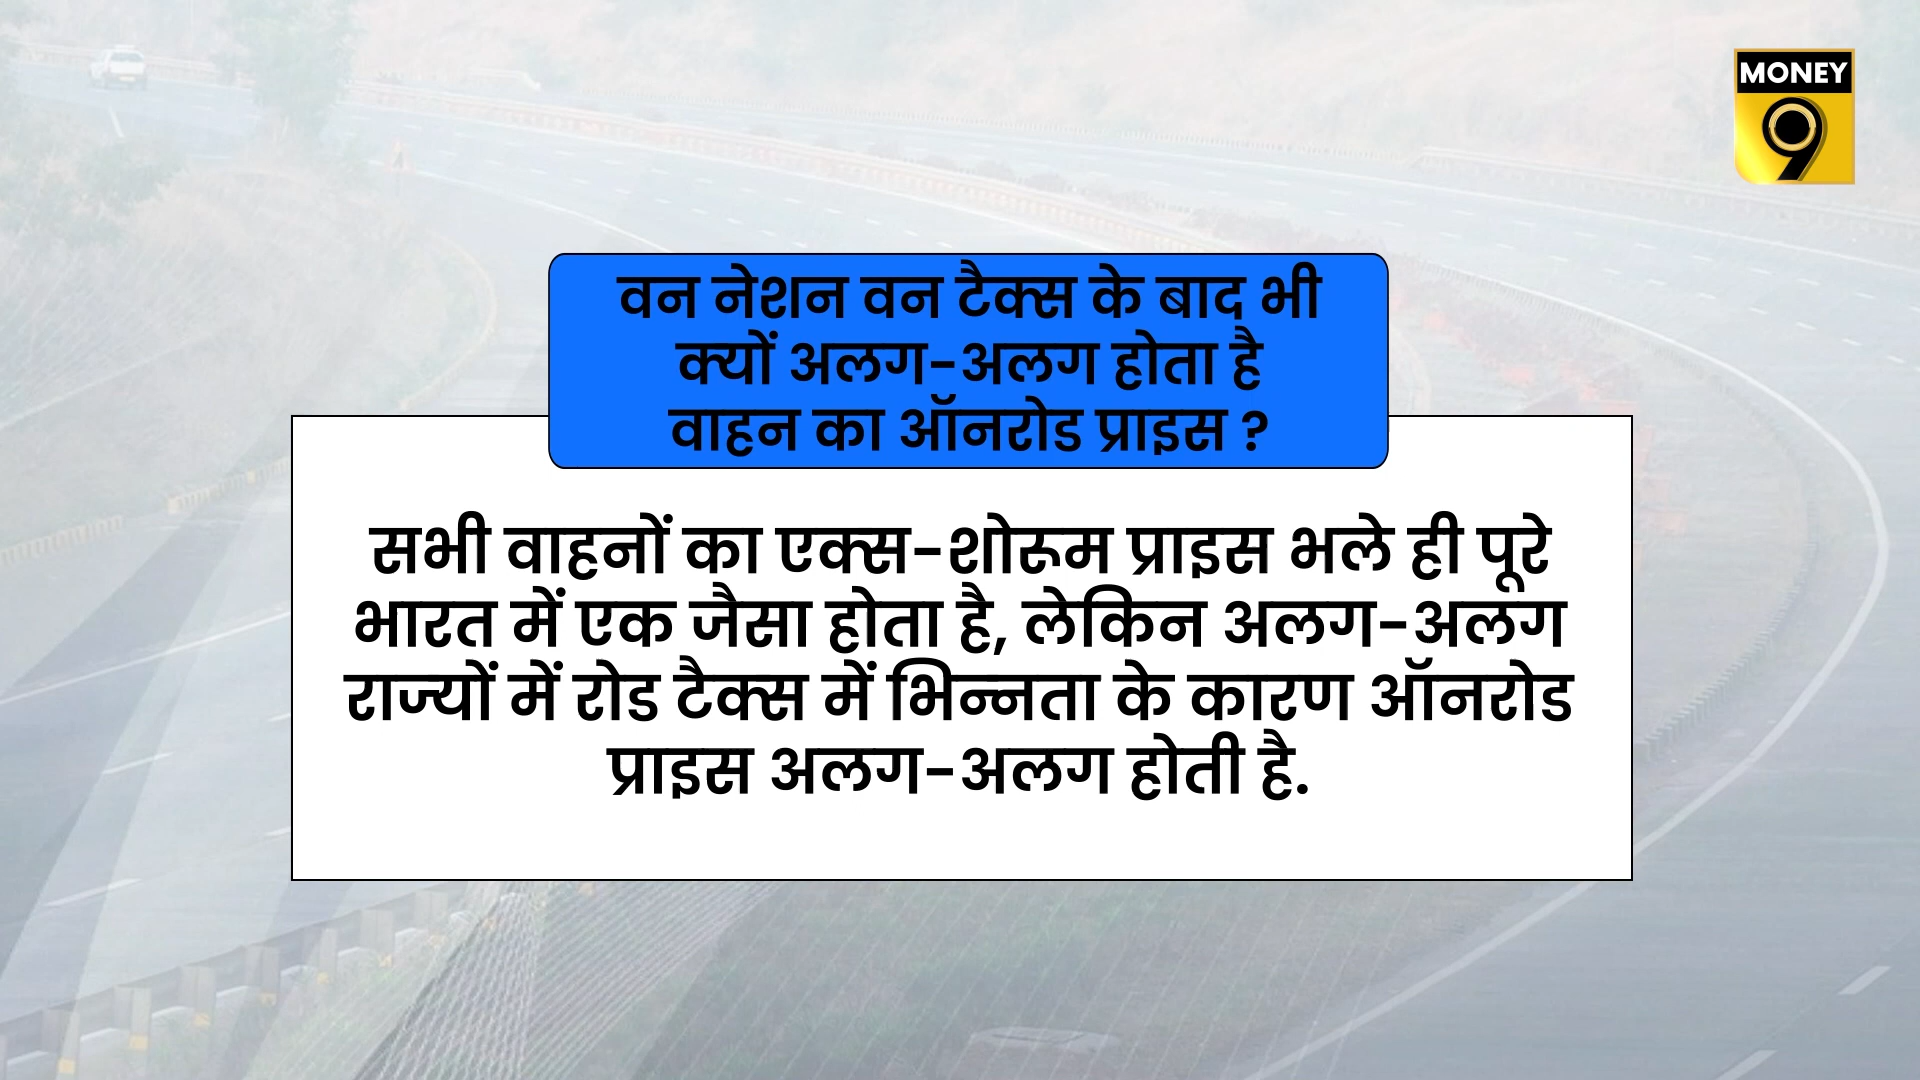 MONEY
9
वन नेशन वन टैक्स के बाद भी
क्यों अलग-अलग होता है
वाहन का ऑनरोड प्राइस ?
सभी वाहनों का एक्स-शोरूम प्राइस भले ही पूरे
भारत में एक जैसा होता है, लेकिन अलग-अलग
राज्यों में रोड टैक्स में भिन्नता के कारण ऑनरोड
प्राइस अलग-अलग होती है.